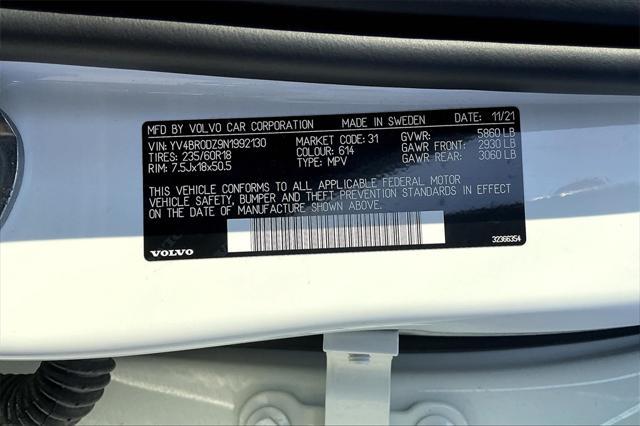 MFD BY VOLVO CAR CORPORATION MADE IN SWEDEN DATE: 11/21
VIN: YV4BR0DZ9N1992130 MARKET CODE: 31 GVWR: 5860 LB
TIRES: 235/60R18 COLOUR: 614 GAWR FRONT: 2930 LB
RIM: 7.5Jx18x50.5 TYPE: MPV GAWR REAR: 3060 LB
THIS VEHICLE CONFORMS TO ALL APPLICABLE FEDERAL MOTOR
VEHICLE SAFETY, BUMPER AND THEFT PREVENTION STANDARDS IN EFFECT
ON THE DATE OF MANUFACTURE SHOWN ABOVE.
VOLVO 32366354